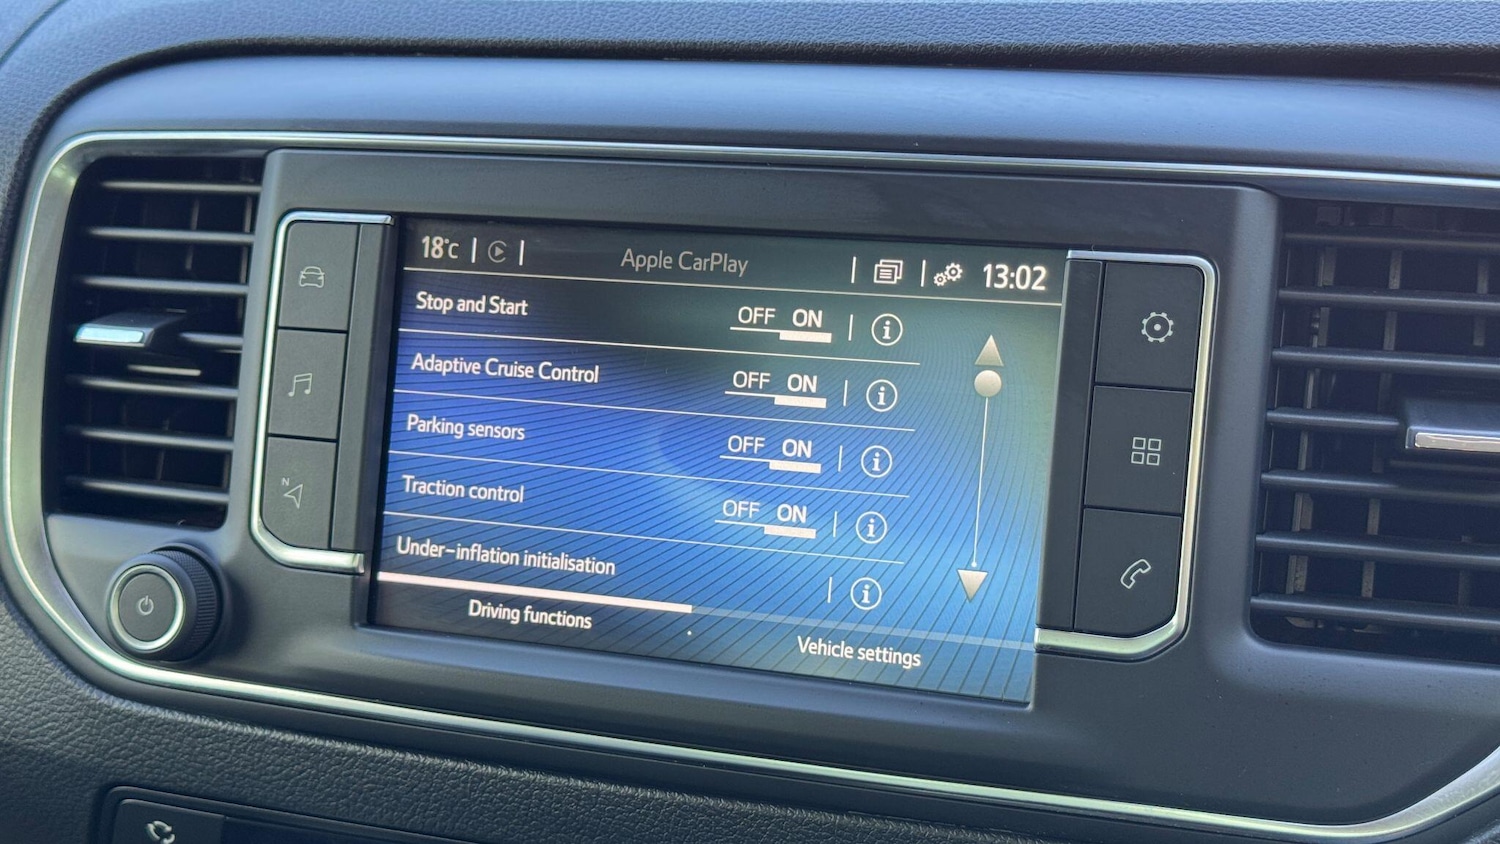 18°C Apple CarPlay 13:02
Stop and Start OFF ON i
Adaptive Cruise Control OFF ON i
Parking sensors OFF ON i
Traction control OFF ON i
Under-inflation initialisation i
Driving functions Vehicle settings
N